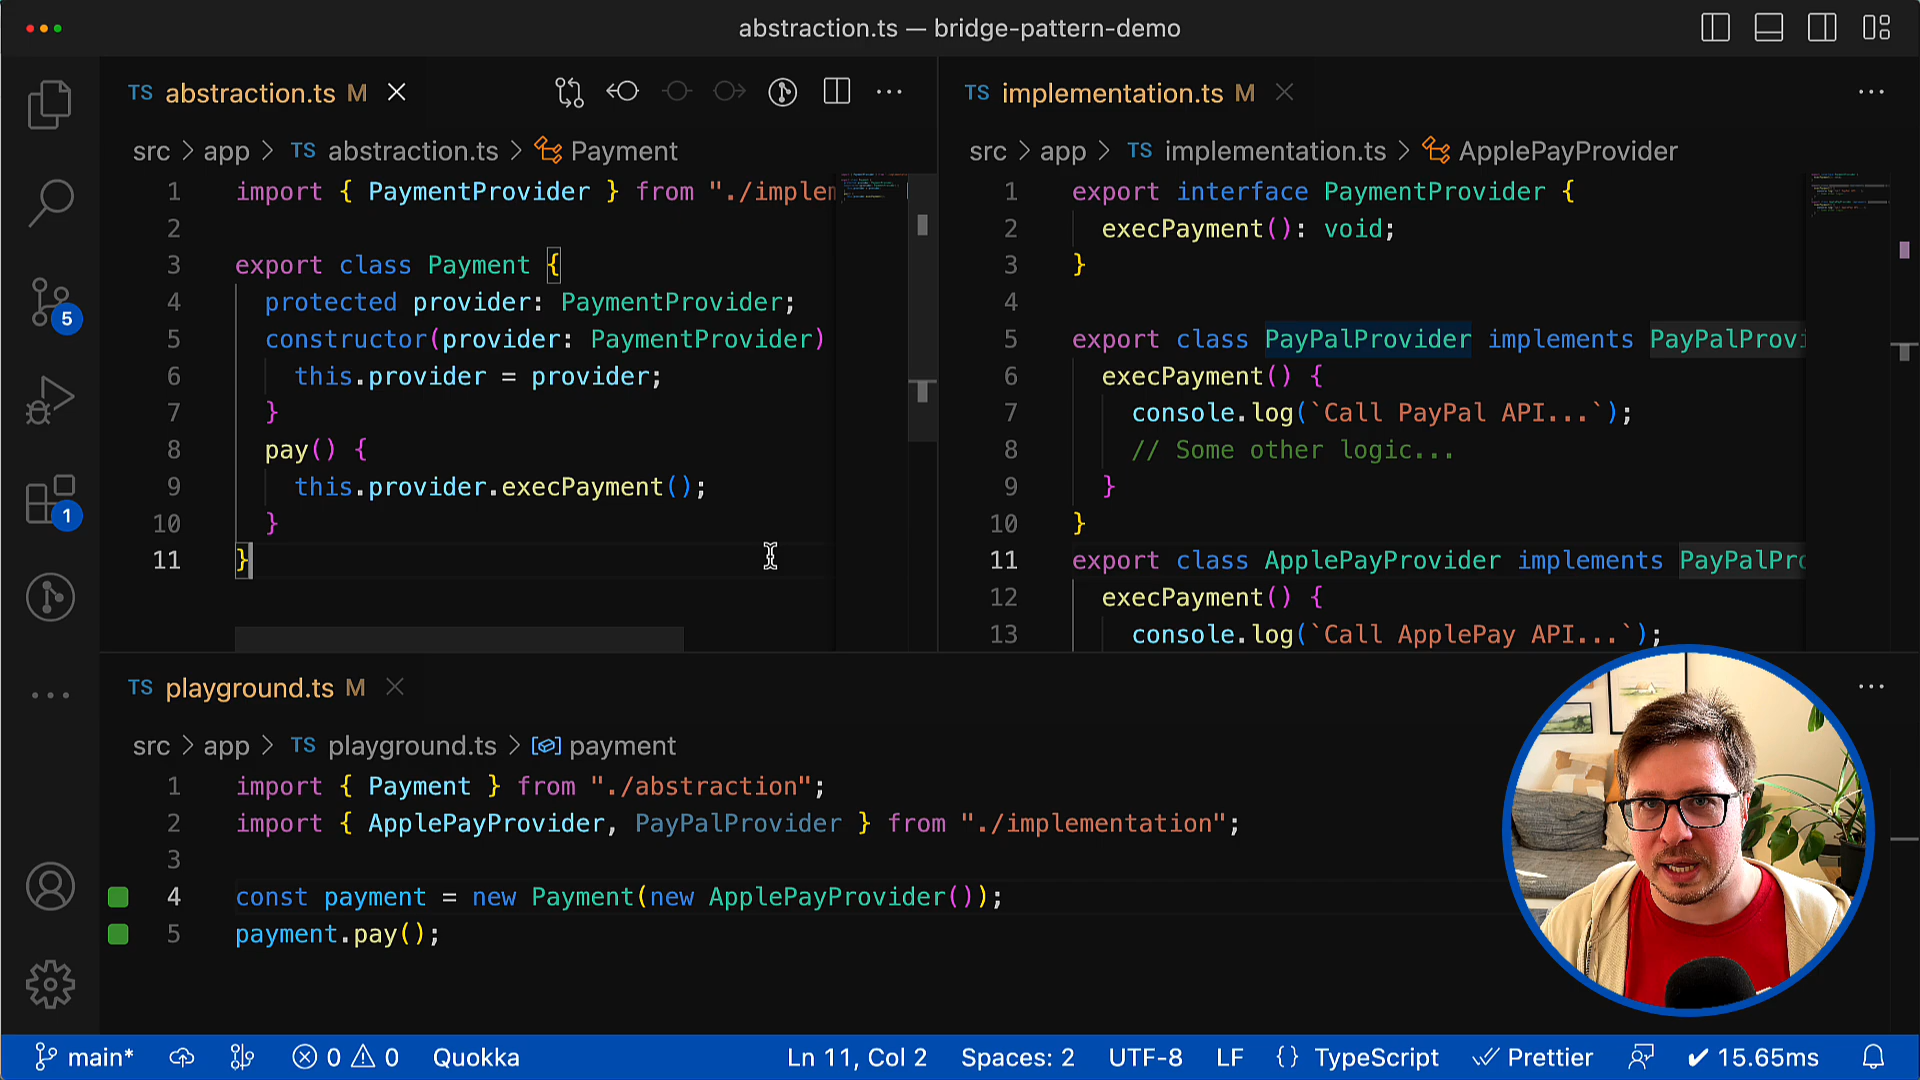 abstraction.ts — bridge-pattern-demo
TS abstraction.ts M
src > app > TS abstraction.ts > Payment
1 import { PaymentProvider } from "./implem
2
3 export class Payment {
4 protected provider: PaymentProvider;
5 constructor(provider: PaymentProvider)
6 this.provider = provider;
7 }
8 pay() {
9 this.provider.execPayment();
10 }
11 }
TS implementation.ts M
src > app > TS implementation.ts > ApplePayProvider
1 export interface PaymentProvider {
2 execPayment(): void;
3 }
4
5 export class PayPalProvider implements PayPalProvi
6 execPayment() {
7 console.log(`Call PayPal API...`);
8 // Some other logic...
9 }
10 }
11 export class ApplePayProvider implements PayPalPro
12 execPayment() {
13 console.log(`Call ApplePay API...`);
5
1
TS playground.ts M
src > app > TS playground.ts > payment
1 import { Payment } from "./abstraction";
2 import { ApplePayProvider, PayPalProvider } from "./implementation";
3
4 const payment = new Payment(new ApplePayProvider());
5 payment.pay();
main* 0 0 Quokka Ln 11, Col 2 Spaces: 2 UTF-8 LF {} TypeScript Prettier ✔ 15.65ms